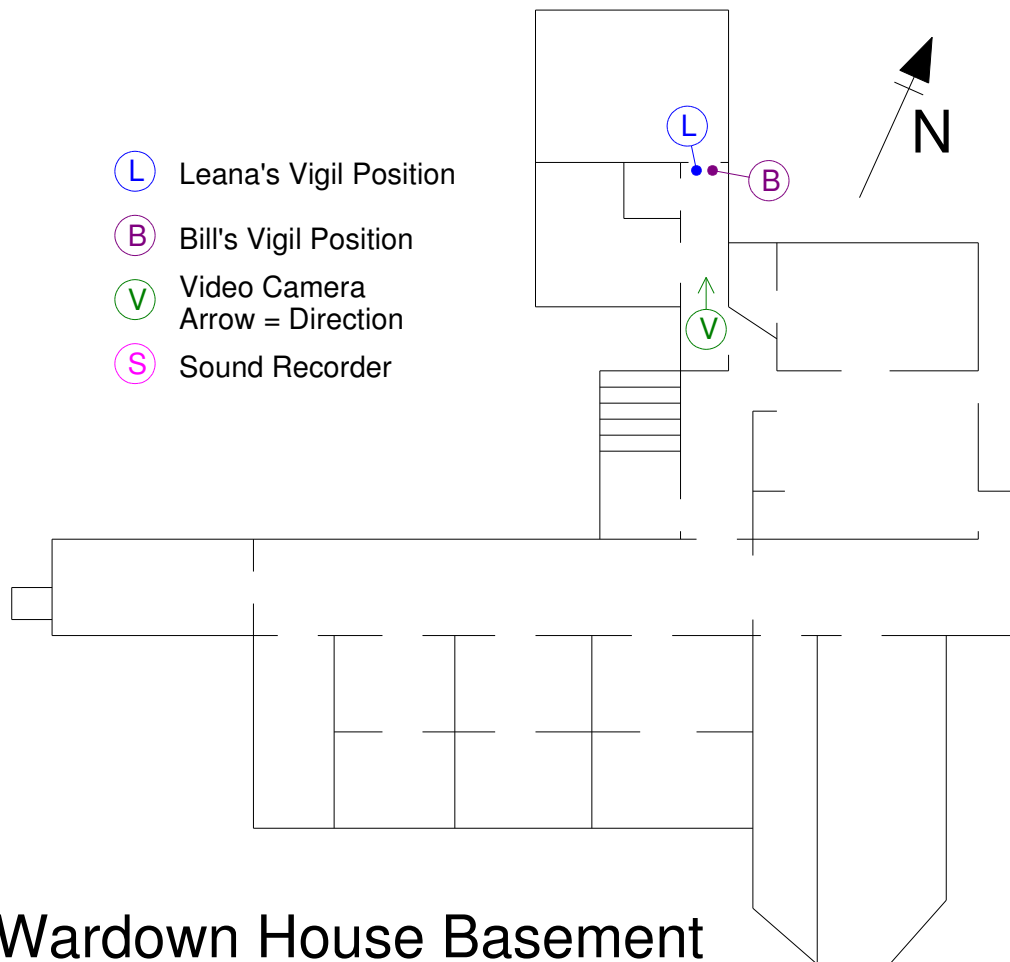 L
B
N
L Leana's Vigil Position
B Bill's Vigil Position
V Video Camera
Arrow = Direction
V
S Sound Recorder
Wardown House Basement